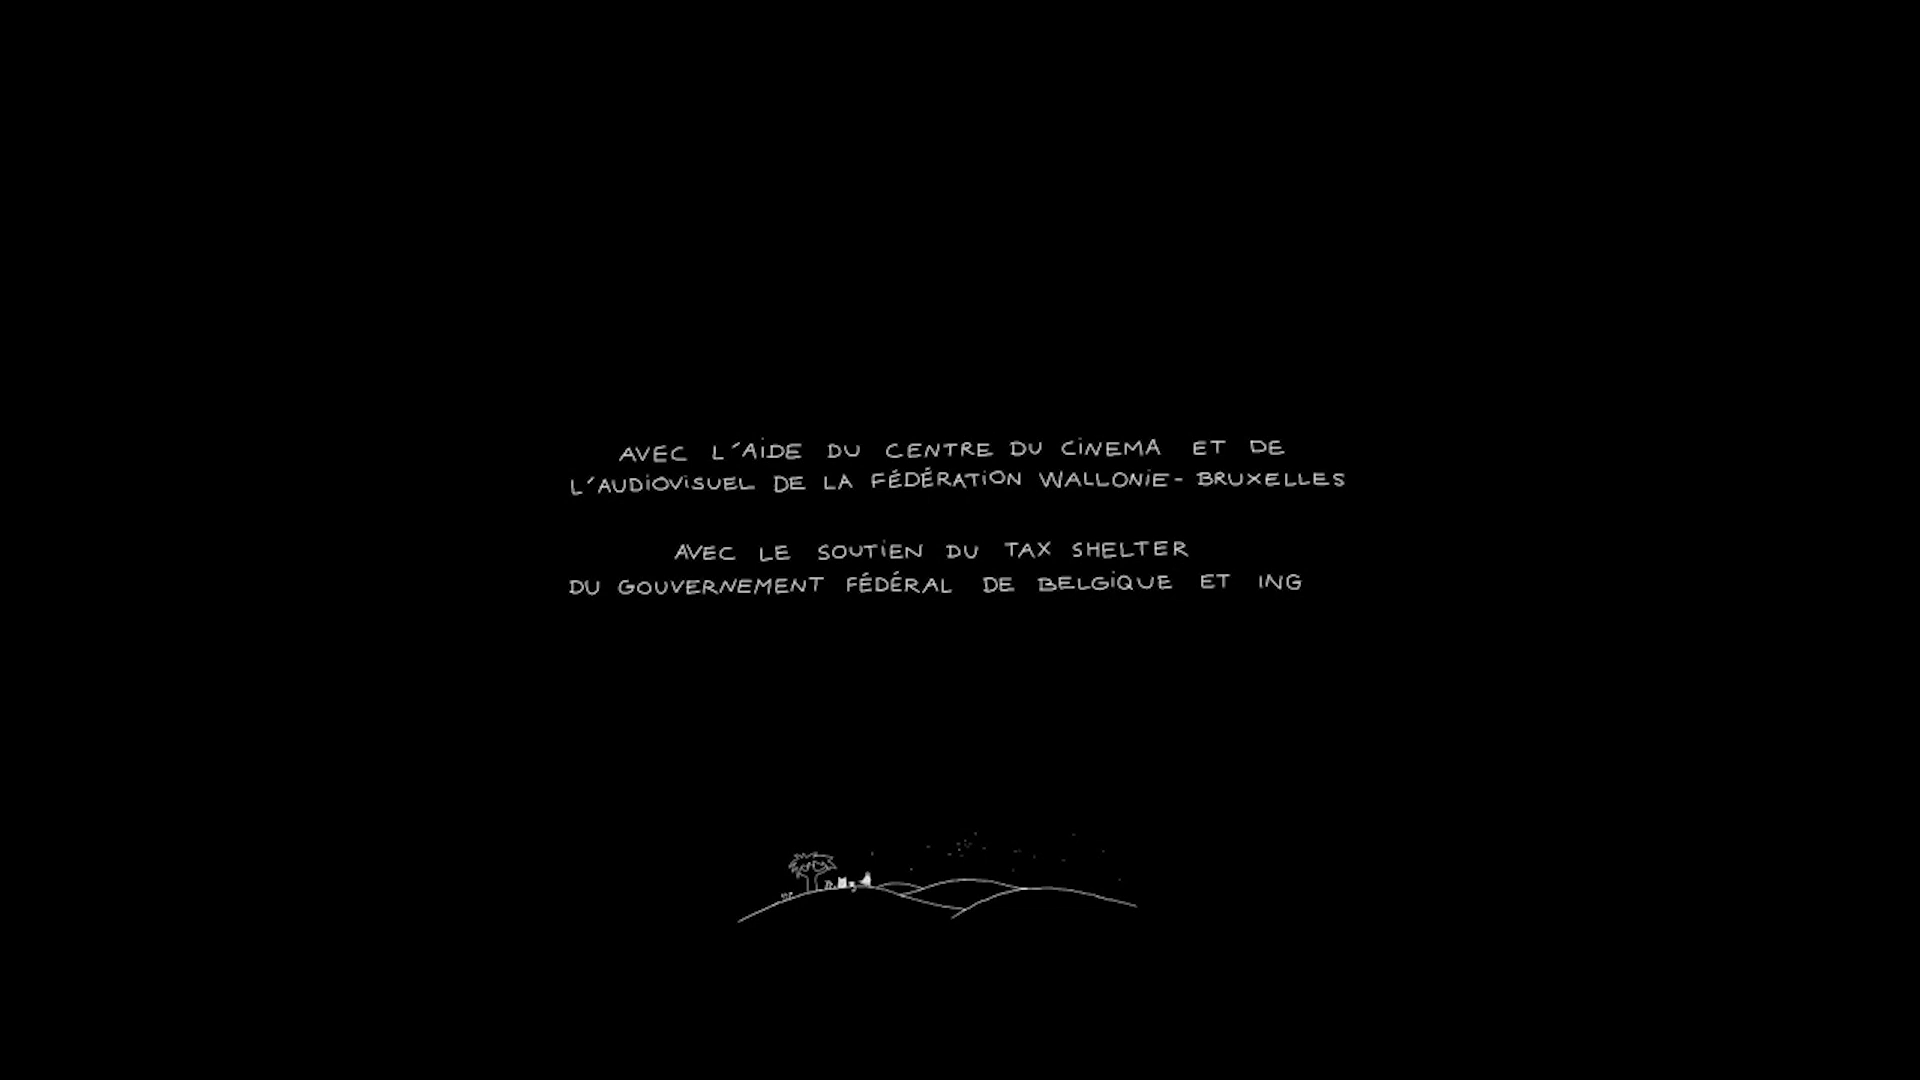 AVEC L'AIDE DU CENTRE DU CINEMA ET DE
L'AUDIOVISUEL DE LA FÉDÉRATION WALLONIE-BRUXELLES
AVEC LE SOUTIEN DU TAX SHELTER
DU GOUVERNEMENT FÉDÉRAL DE BELGIQUE ET ING